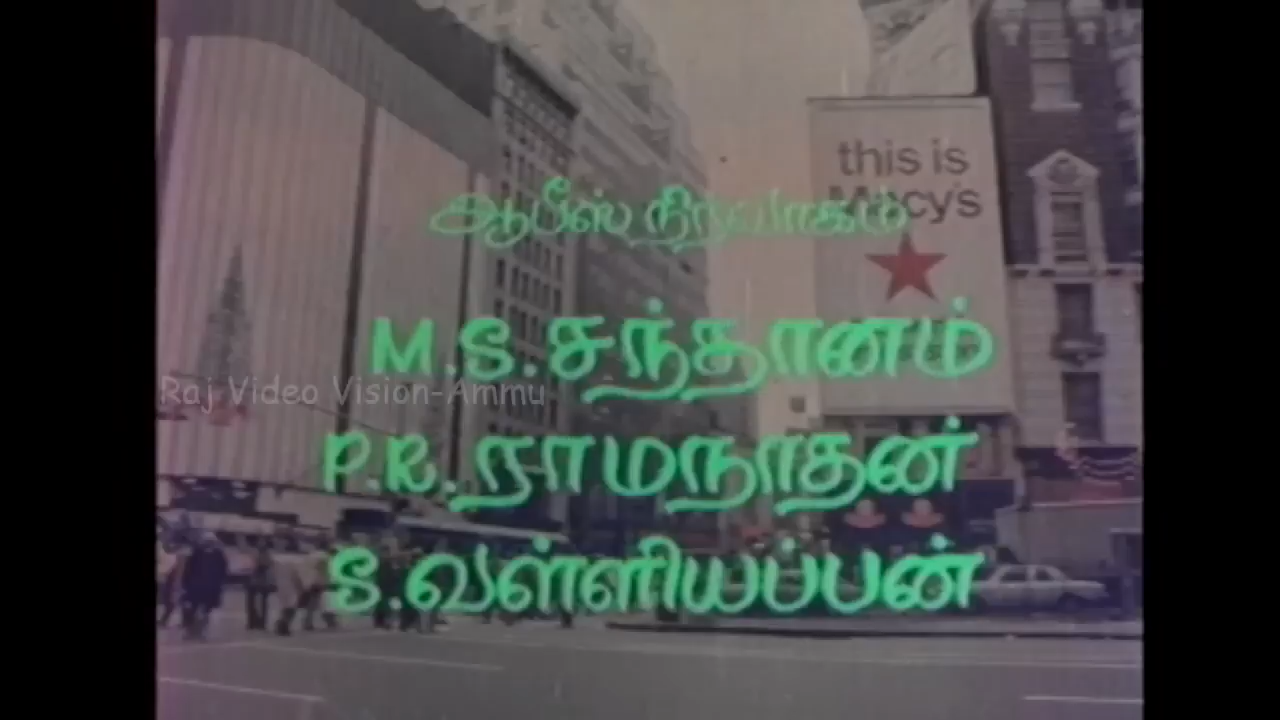 this is
Macy's
ஆபீஸ் நிர்வாகம்
M.S.சந்தானம்
Raj Video Vision-Ammu
P.R.ராமநாதன்
S.வள்ளியப்பன்